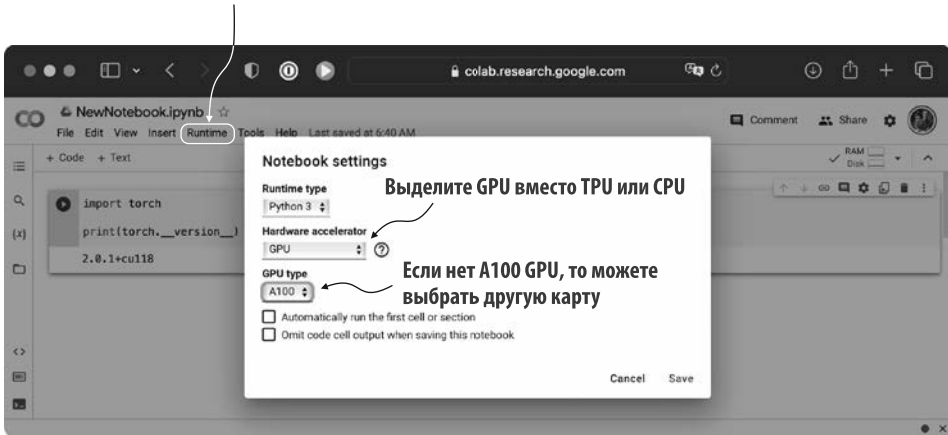 colab.research.google.com
NewNotebook.ipynb
File Edit View Insert Runtime Tools Help Last saved at 6:40 AM
Comment Share
+ Code + Text
RAM
Disk
import torch
print(torch.__version__)
2.0.1+cu118
Notebook settings
Runtime type
Python 3
Выделите GPU вместо TPU или CPU
Hardware accelerator
GPU
?
GPU type
A100
Если нет A100 GPU, то можете
выбрать другую карту
Automatically run the first cell or section
Omit code cell output when saving this notebook
Cancel Save
{x}
<>